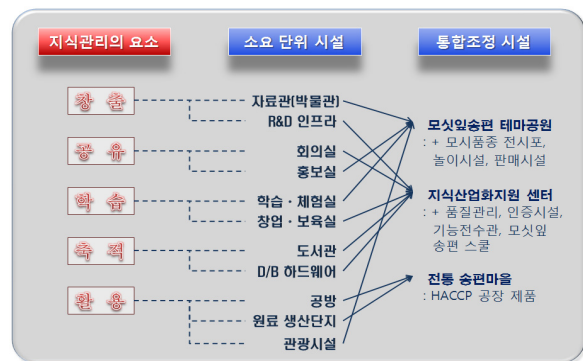 지식관리의 요소
소요 단위 시설
통합조정 시설
창 출
자료관(박물관)
R&D 인프라
공 유
회의실
홍보실
학 습
학습·체험실
창업·보육실
축 적
도서관
D/B 하드웨어
활 용
공방
원료 생산단지
관광시설
모싯잎송편 테마공원
: + 모시품종 전시포,
놀이시설, 판매시설
지식산업화지원 센터
: + 품질관리, 인증시설,
기능전수관, 모싯잎
송편 스쿨
전통 송편마을
: HACCP 공장 제품